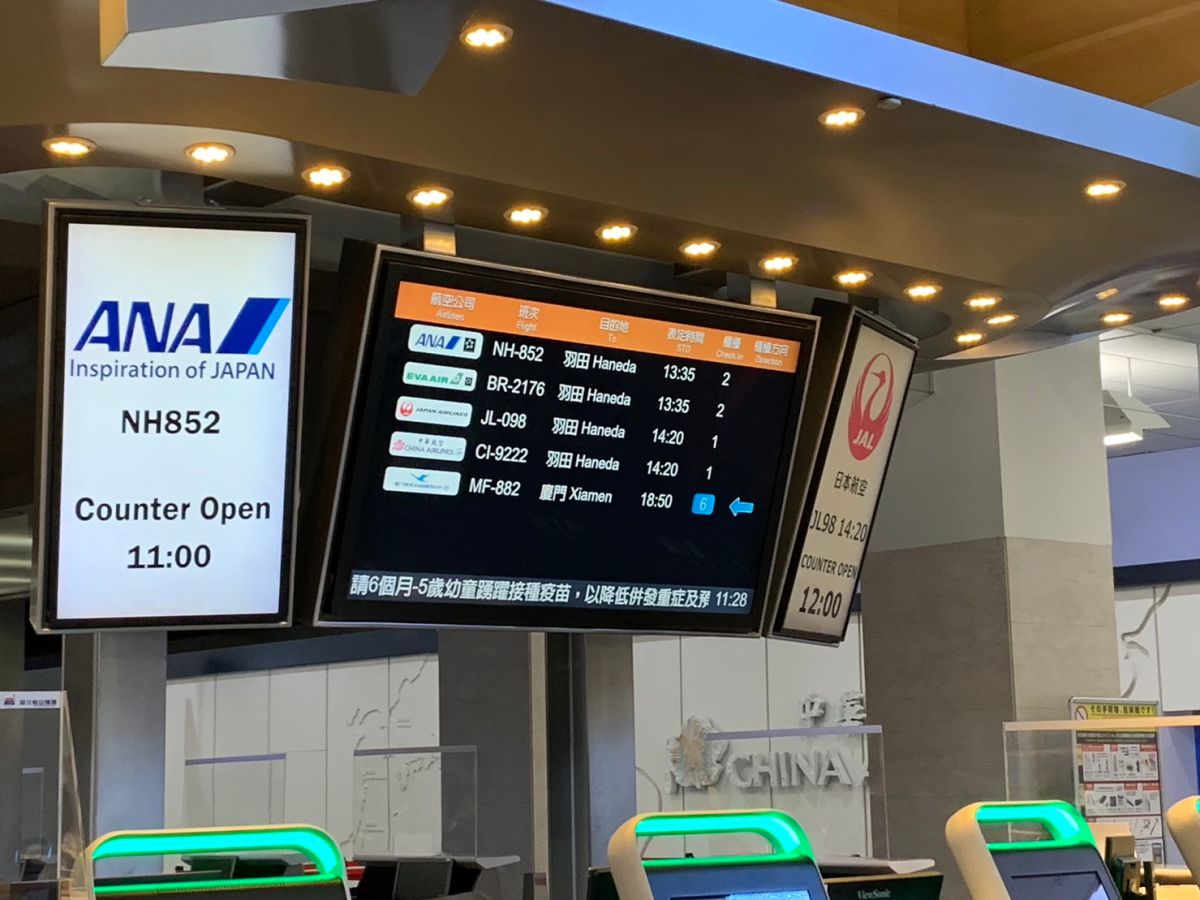 ANA
Inspiration of JAPAN
NH852
Counter Open
11:00
航空公司 班次 目的地 表定時間 櫃檯 櫃檯方向
Airlines Flight To STD Check in Direction
ANA NH-852 羽田 Haneda 13:35 2
EVA AIR BR-2176 羽田 Haneda 13:35 2
JAPAN AIRLINES JL-098 羽田 Haneda 14:20 1
中華航空
CHINA AIRLINES CI-9222 羽田 Haneda 14:20 1
MF-882 廈門 Xiamen 18:50 6
請6個月-5歲幼童踴躍接種疫苗,以降低併發重症及預 11:28
JAL
日本航空
JL98 14:20
COUNTER OPEN
12:00
CHINA
ViewSonic